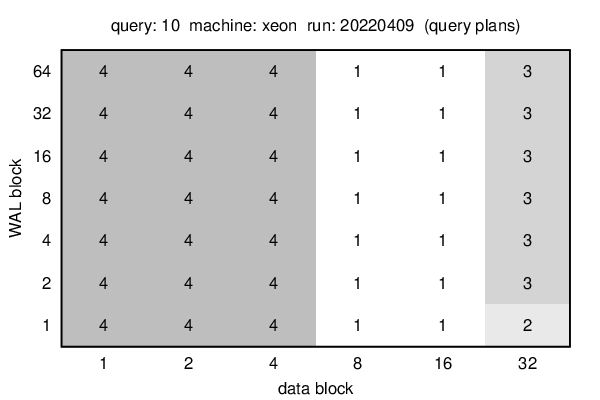 query: 10  machine: xeon  run: 20220409  (query plans)
WAL block
64 4 4 4 1 1 3
32 4 4 4 1 1 3
16 4 4 4 1 1 3
8 4 4 4 1 1 3
4 4 4 4 1 1 3
2 4 4 4 1 1 3
1 4 4 4 1 1 2
1 2 4 8 16 32
data block